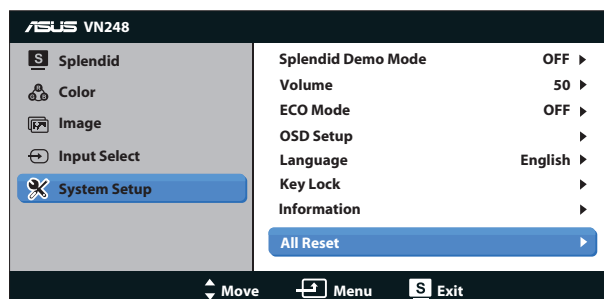 ASUS VN248
S Splendid
Color
Image
Input Select
System Setup
Splendid Demo Mode OFF
Volume 50
ECO Mode OFF
OSD Setup
Language English
Key Lock
Information
All Reset
Move Menu S Exit